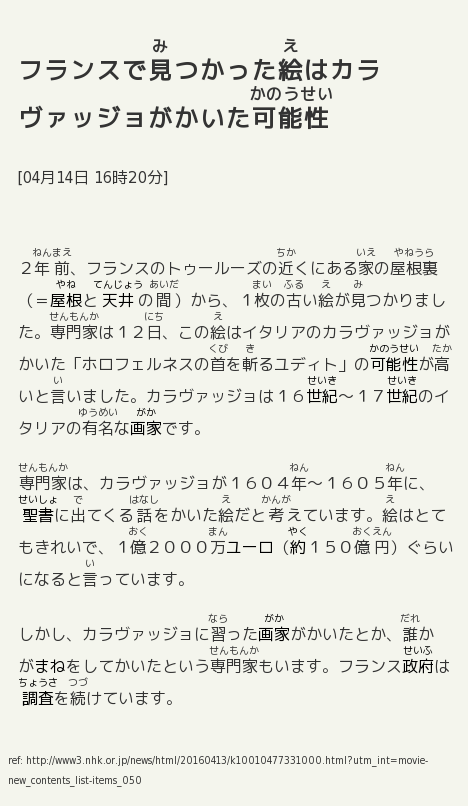 フランスで見つかった絵はカラ
ヴァッジョがかいた可能性
[04月14日 16時20分]
２年前、フランスのトゥールーズの近くにある家の屋根裏
（＝屋根と天井の間）から、１枚の古い絵が見つかりまし
た。専門家は１２日、この絵はイタリアのカラヴァッジョが
かいた「ホロフェルネスの首を斬るユディト」の可能性が高
いと言いました。カラヴァッジョは１６世紀～１７世紀のイ
タリアの有名な画家です。
専門家は、カラヴァッジョが１６０４年～１６０５年に、
聖書に出てくる話をかいた絵だと考えています。絵はとて
もきれいで、１億２０００万ユーロ（約１５０億円）ぐらい
になると言っています。
しかし、カラヴァッジョに習った画家がかいたとか、誰か
がまねをしてかいたという専門家もいます。フランス政府は
調査を続けています。
ref: http://www3.nhk.or.jp/news/html/20160413/k10010477331000.html?utm_int=movie-
new_contents_list-items_050